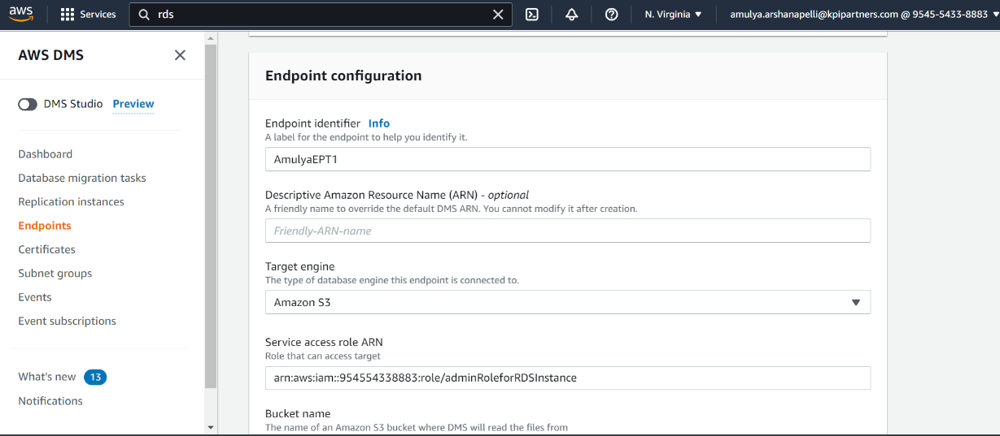 aws
Services
rds
N. Virginia
amulya.arshanapelli@kpipartners.com @ 9545-5433-8883
AWS DMS
DMS Studio Preview
Dashboard
Database migration tasks
Replication instances
Endpoints
Certificates
Subnet groups
Events
Event subscriptions
What's new 13
Notifications
Endpoint configuration
Endpoint identifier Info
A label for the endpoint to help you identify it.
AmulyaEPT1
Descriptive Amazon Resource Name (ARN) - optional
A friendly name to override the default DMS ARN. You cannot modify it after creation.
Friendly-ARN-name
Target engine
The type of database engine this endpoint is connected to.
Amazon S3
Service access role ARN
Role that can access target
arn:aws:iam::954554338883:role/adminRoleforRDSInstance
Bucket name
The name of an Amazon S3 bucket where DMS will read the files from